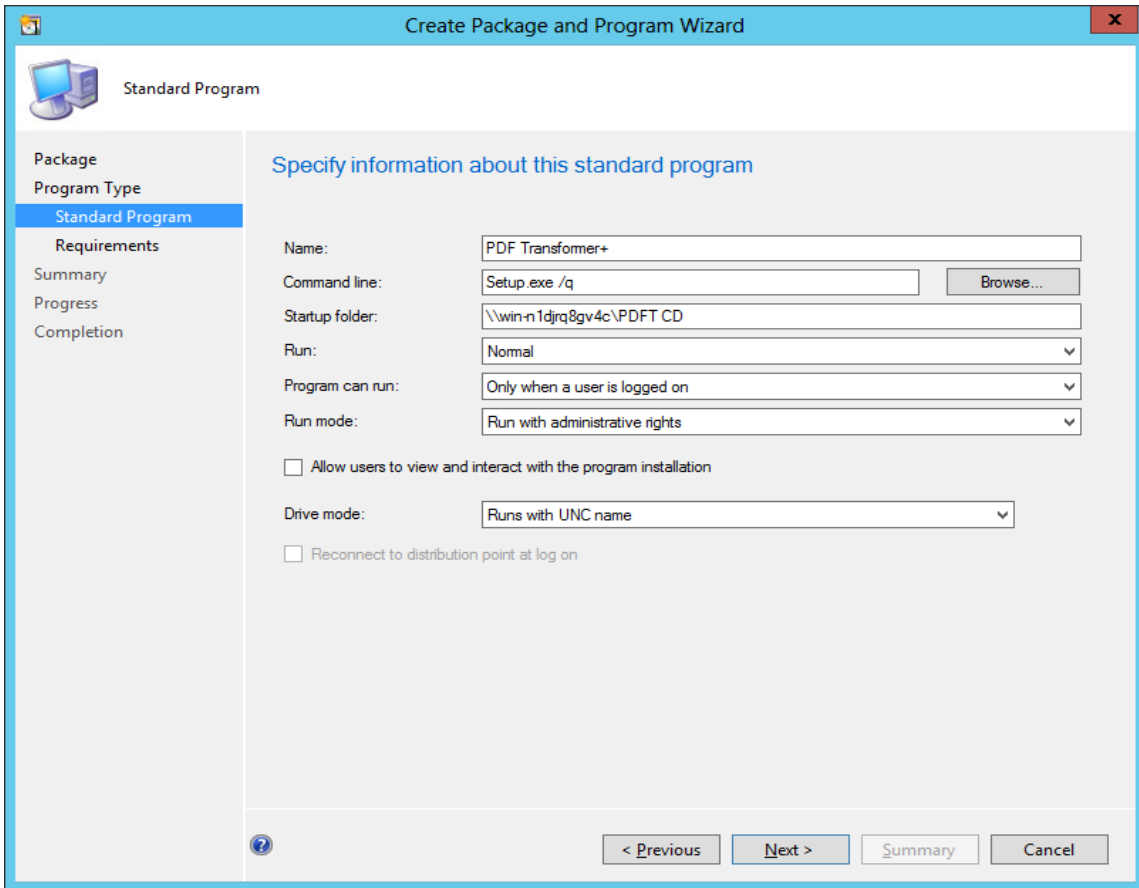 Create Package and Program Wizard
x
Standard Program
Package
Program Type
Standard Program
Requirements
Summary
Progress
Completion
Specify information about this standard program
Name: PDF Transformer+
Command line: Setup.exe /q Browse...
Startup folder: \\win-n1djrq8gv4c\PDFT CD
Run: Normal
Program can run: Only when a user is logged on
Run mode: Run with administrative rights
Allow users to view and interact with the program installation
Drive mode: Runs with UNC name
Reconnect to distribution point at log on
? < Previous Next > Summary Cancel